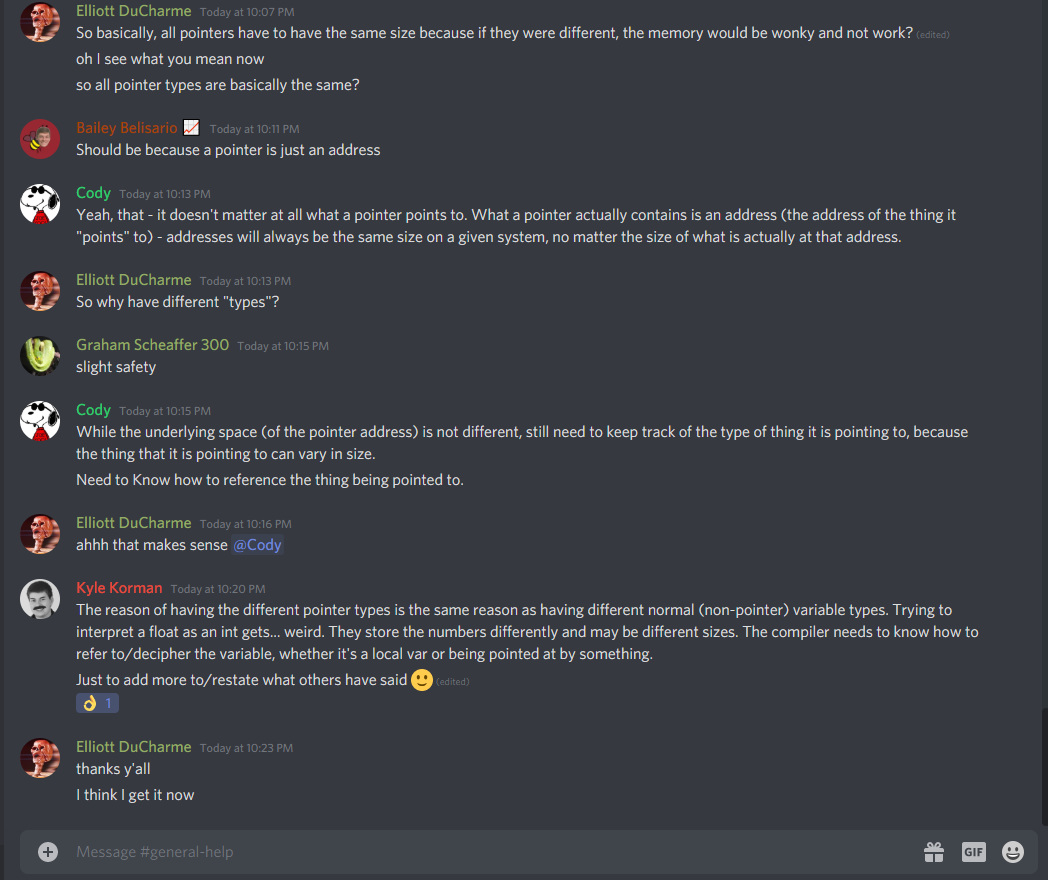 Elliott DuCharme Today at 10:07 PM
So basically, all pointers have to have the same size because if they were different, the memory would be wonky and not work? (edited)
oh I see what you mean now
so all pointer types are basically the same?
Bailey Belisario 📈 Today at 10:11 PM
Should be because a pointer is just an address
Cody Today at 10:13 PM
Yeah, that - it doesn't matter at all what a pointer points to. What a pointer actually contains is an address (the address of the thing it
"points" to) - addresses will always be the same size on a given system, no matter the size of what is actually at that address.
Elliott DuCharme Today at 10:13 PM
So why have different "types"?
Graham Scheaffer 300 Today at 10:15 PM
slight safety
Cody Today at 10:15 PM
While the underlying space (of the pointer address) is not different, still need to keep track of the type of thing it is pointing to, because
the thing that it is pointing to can vary in size.
Need to Know how to reference the thing being pointed to.
Elliott DuCharme Today at 10:16 PM
ahhh that makes sense @Cody
Kyle Korman Today at 10:20 PM
The reason of having the different pointer types is the same reason as having different normal (non-pointer) variable types. Trying to
interpret a float as an int gets... weird. They store the numbers differently and may be different sizes. The compiler needs to know how to
refer to/decipher the variable, whether it's a local var or being pointed at by something.
Just to add more to/restate what others have said 🙂 (edited)
👌 1
Elliott DuCharme Today at 10:23 PM
thanks y'all
I think I get it now
Message #general-help
GIF